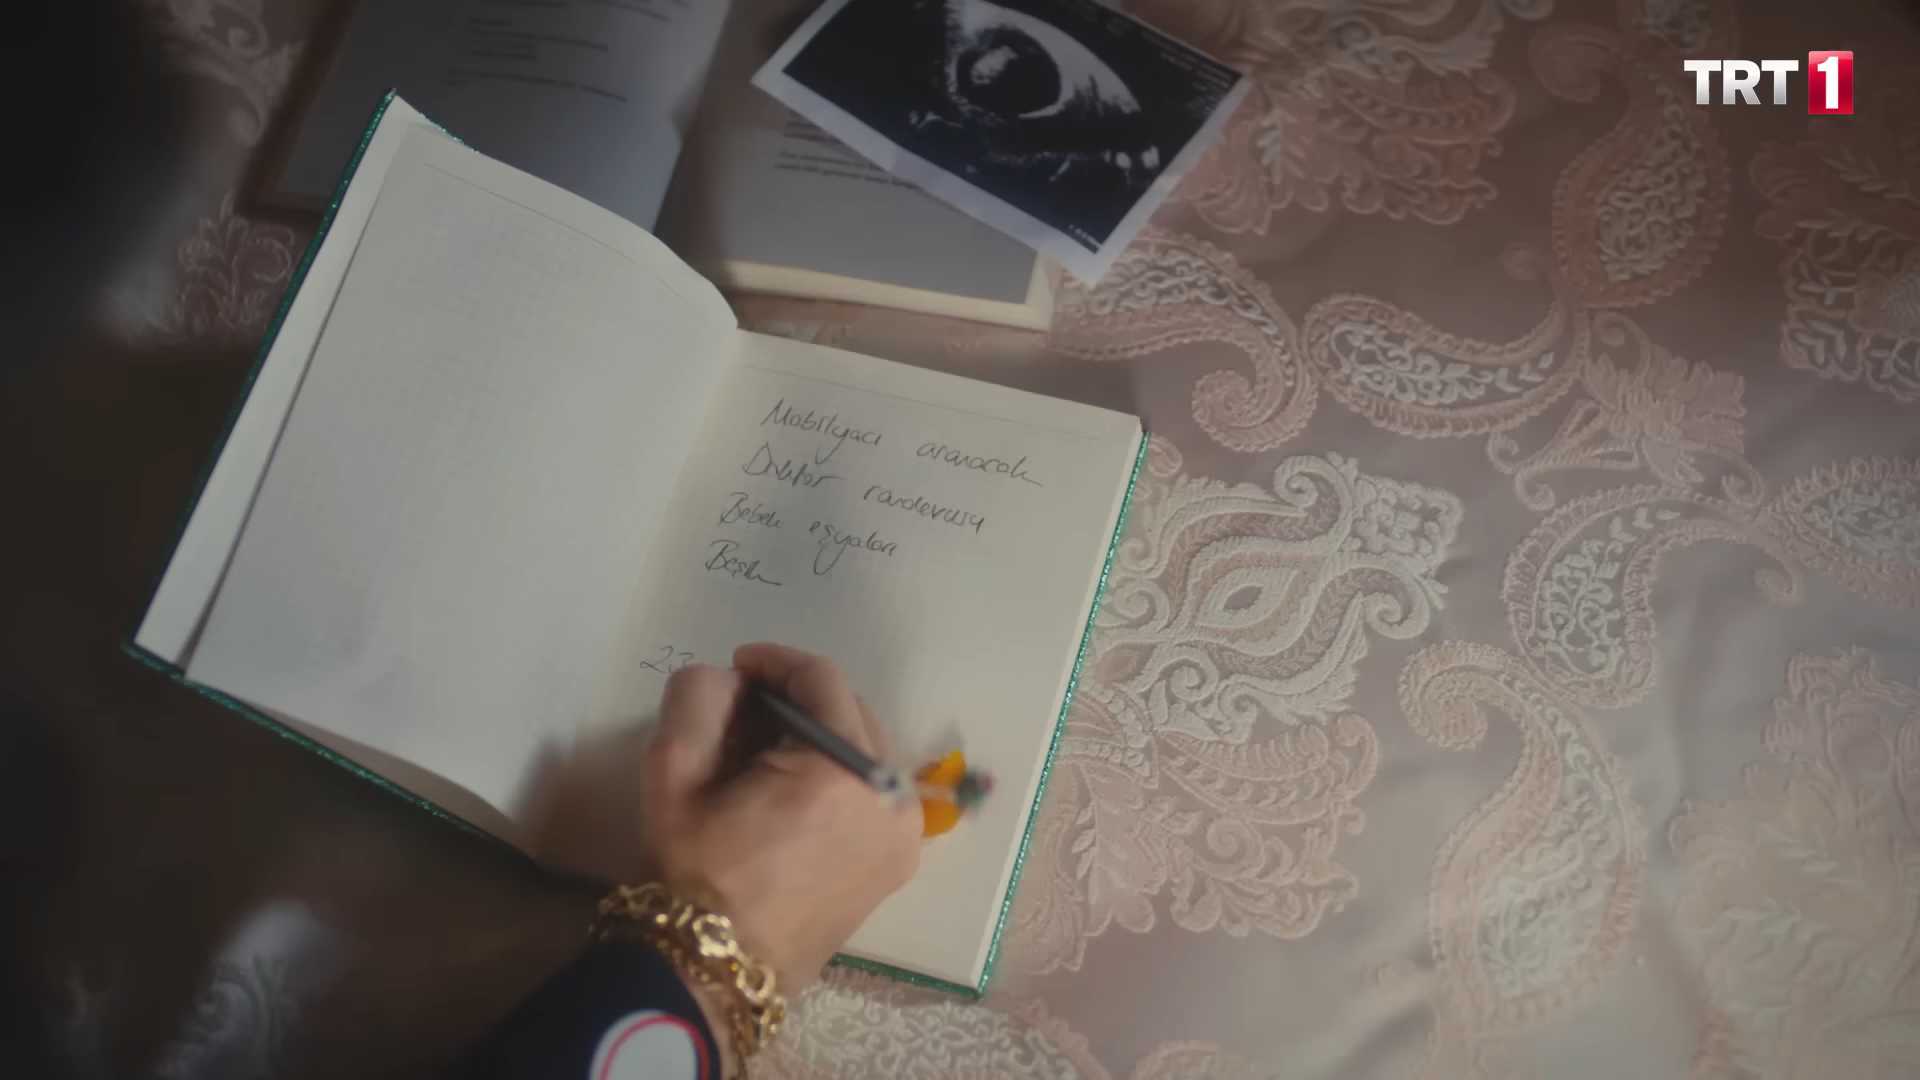 TRT 1
Mobilyacı aranacak
Doktor randevusu
Bebek eşyaları
Beşik
23